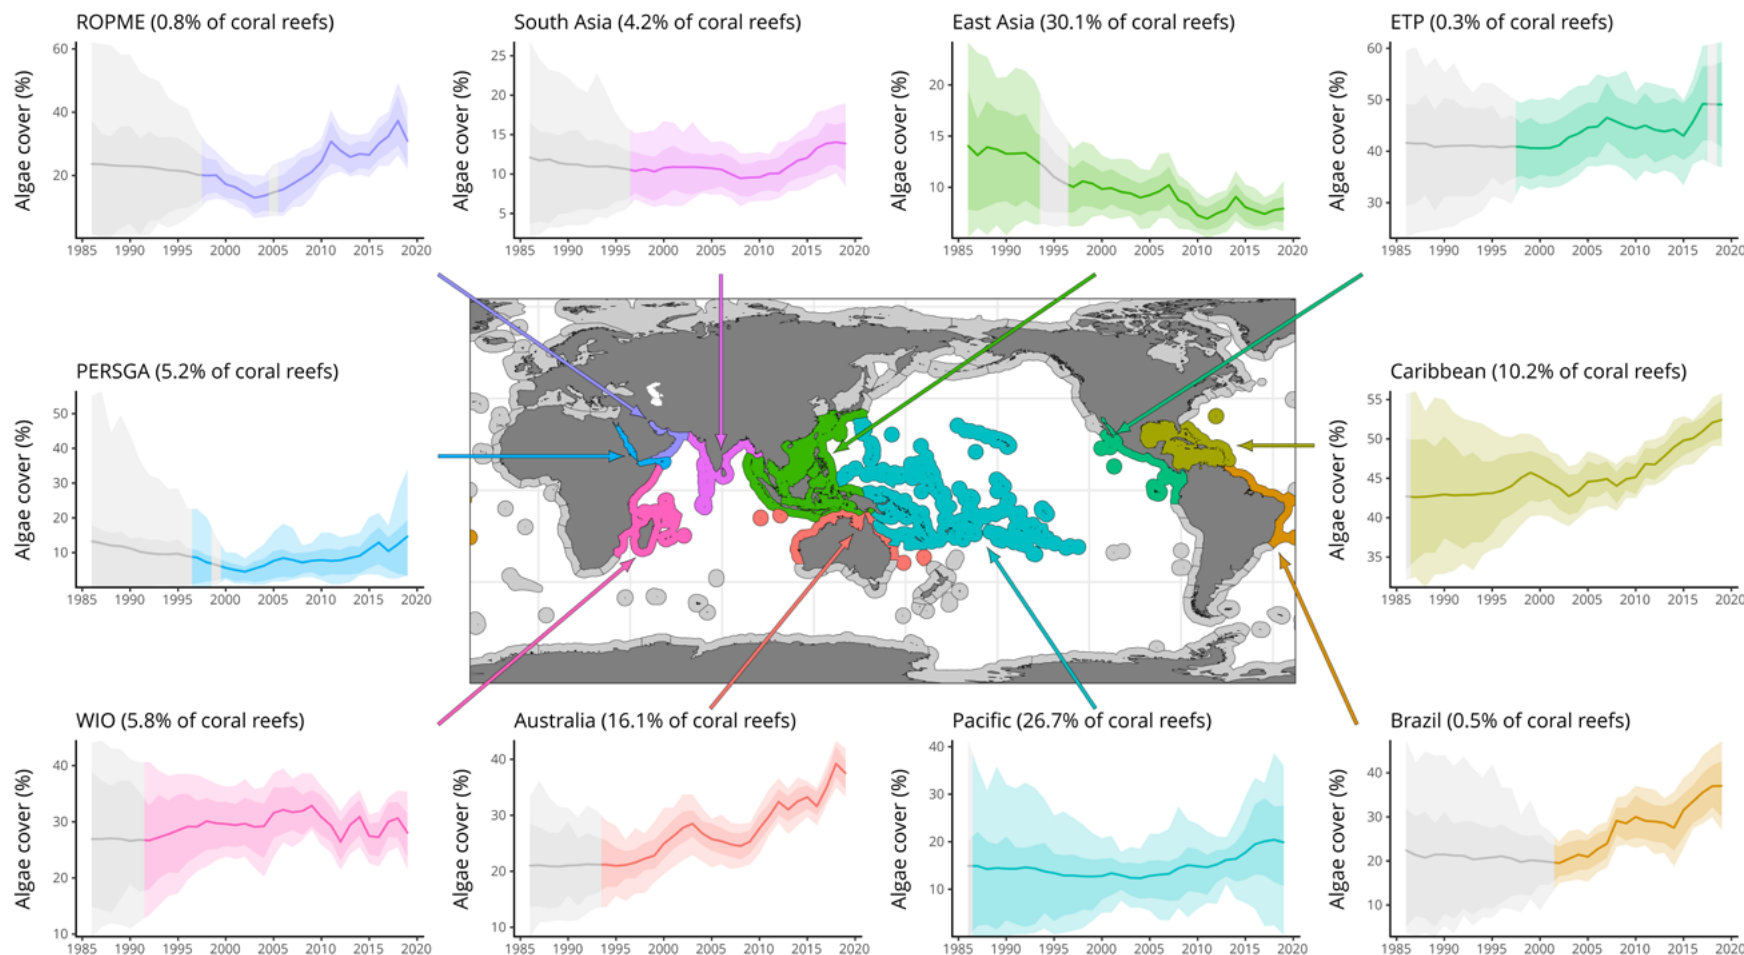 ROPME (0.8% of coral reefs)
Algae cover (%)
60
40
20
1985 1990 1995 2000 2005 2010 2015 2020
South Asia (4.2% of coral reefs)
Algae cover (%)
25
20
15
10
5
1985 1990 1995 2000 2005 2010 2015 2020
East Asia (30.1% of coral reefs)
Algae cover (%)
20
15
10
1985 1990 1995 2000 2005 2010 2015 2020
ETP (0.3% of coral reefs)
Algae cover (%)
60
50
40
30
1985 1990 1995 2000 2005 2010 2015 2020
PERSGA (5.2% of coral reefs)
Algae cover (%)
50
40
30
20
10
1985 1990 1995 2000 2005 2010 2015 2020
Caribbean (10.2% of coral reefs)
Algae cover (%)
55
50
45
40
35
1985 1990 1995 2000 2005 2010 2015 2020
WIO (5.8% of coral reefs)
Algae cover (%)
40
30
20
10
1985 1990 1995 2000 2005 2010 2015 2020
Australia (16.1% of coral reefs)
Algae cover (%)
40
30
20
10
1985 1990 1995 2000 2005 2010 2015 2020
Pacific (26.7% of coral reefs)
Algae cover (%)
40
30
20
10
1985 1990 1995 2000 2005 2010 2015 2020
Brazil (0.5% of coral reefs)
Algae cover (%)
40
30
20
10
1985 1990 1995 2000 2005 2010 2015 2020